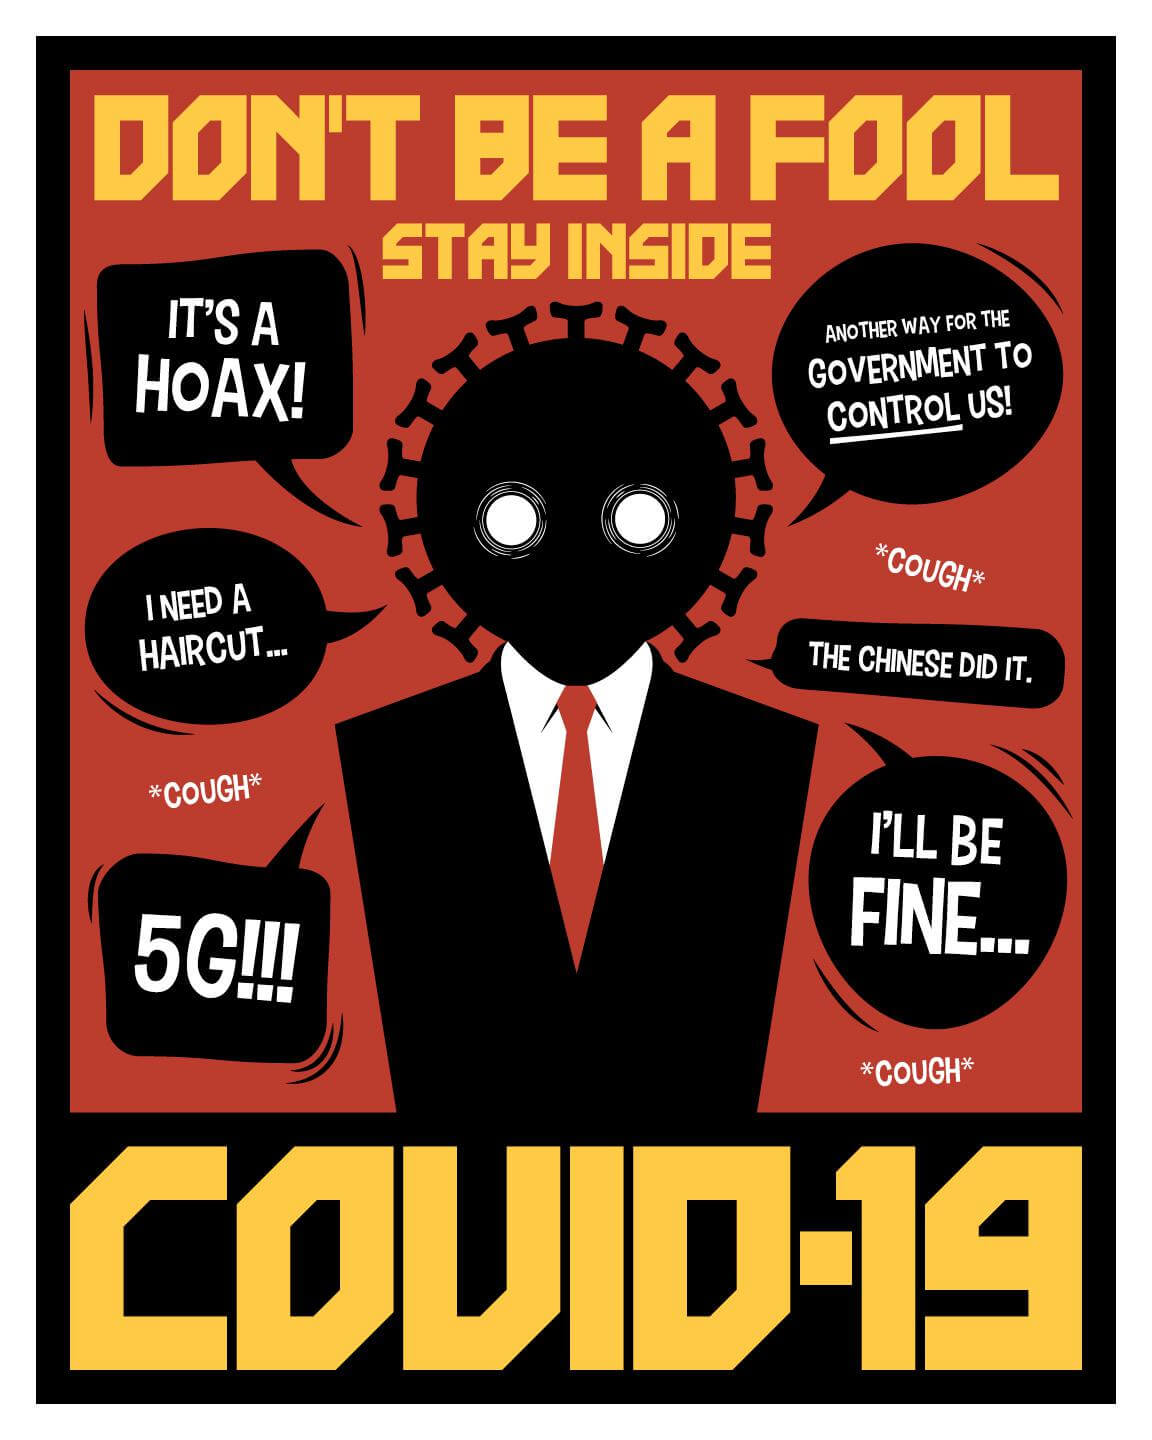 DON'T BE A FOOL
STAY INSIDE
IT'S A
HOAX!
ANOTHER WAY FOR THE
GOVERNMENT TO
CONTROL US!
*COUGH*
I NEED A
HAIRCUT...
THE CHINESE DID IT.
*COUGH*
I'LL BE
FINE...
5G!!!
*COUGH*
COVID-19